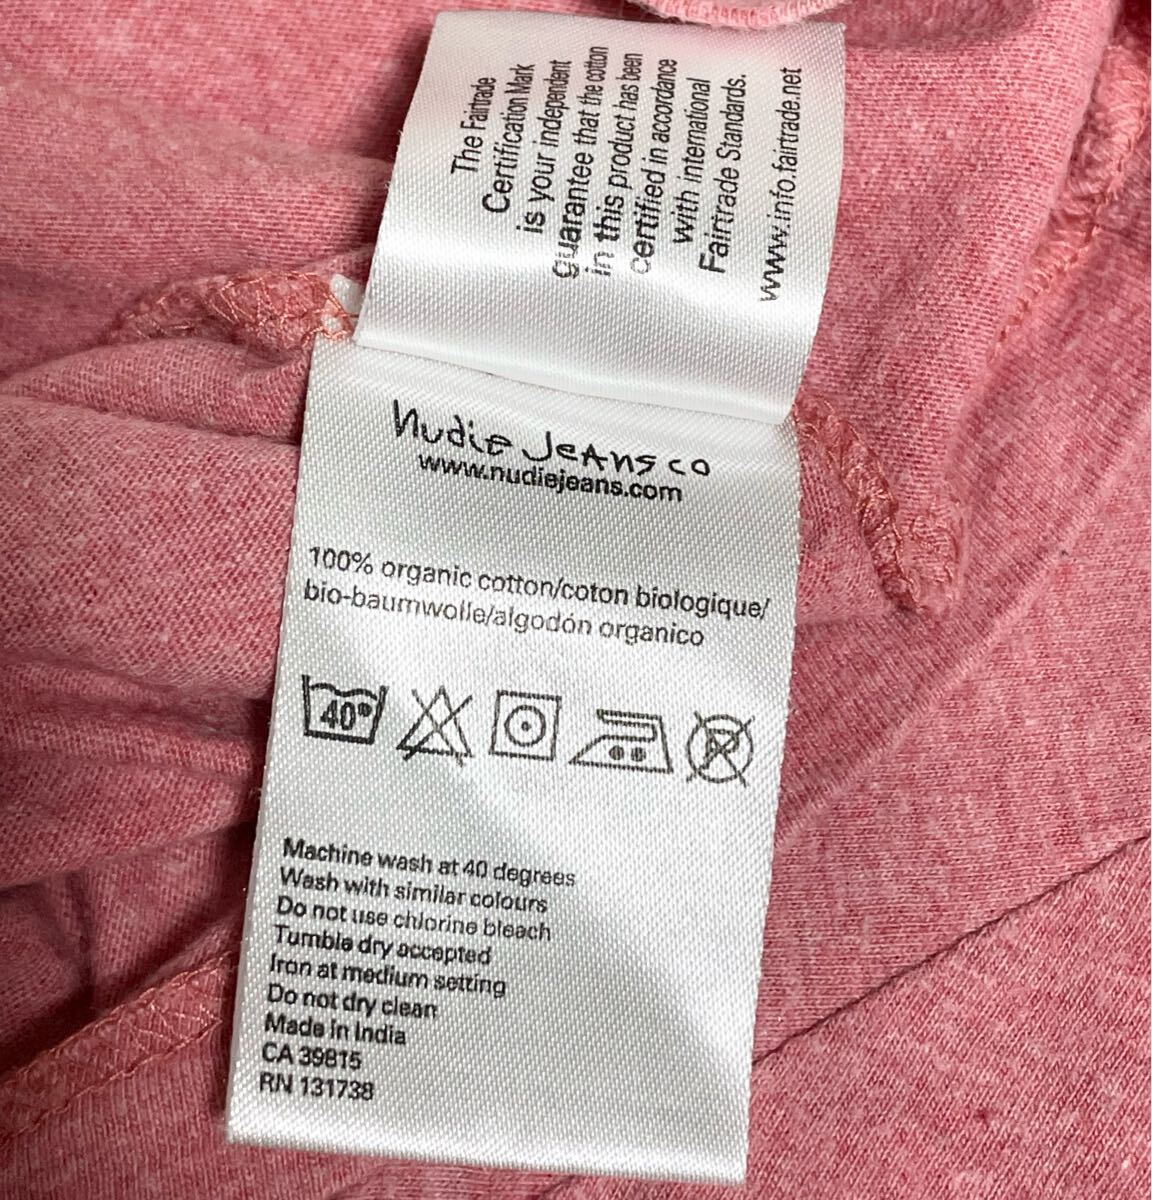 The Fairtrade
Certification Mark
is your independent
guarantee that the cotton
in this product has been
certified in accordance
with international
Fairtrade Standards.
www.info.fairtrade.net
Nudie Jeans co
www.nudiejeans.com
100% organic cotton/coton biologique/
bio-baumwolle/algodón organico
40°
P
Machine wash at 40 degrees
Wash with similar colours
Do not use chlorine bleach
Tumble dry accepted
Iron at medium setting
Do not dry clean
Made in India
CA 39815
RN 131738